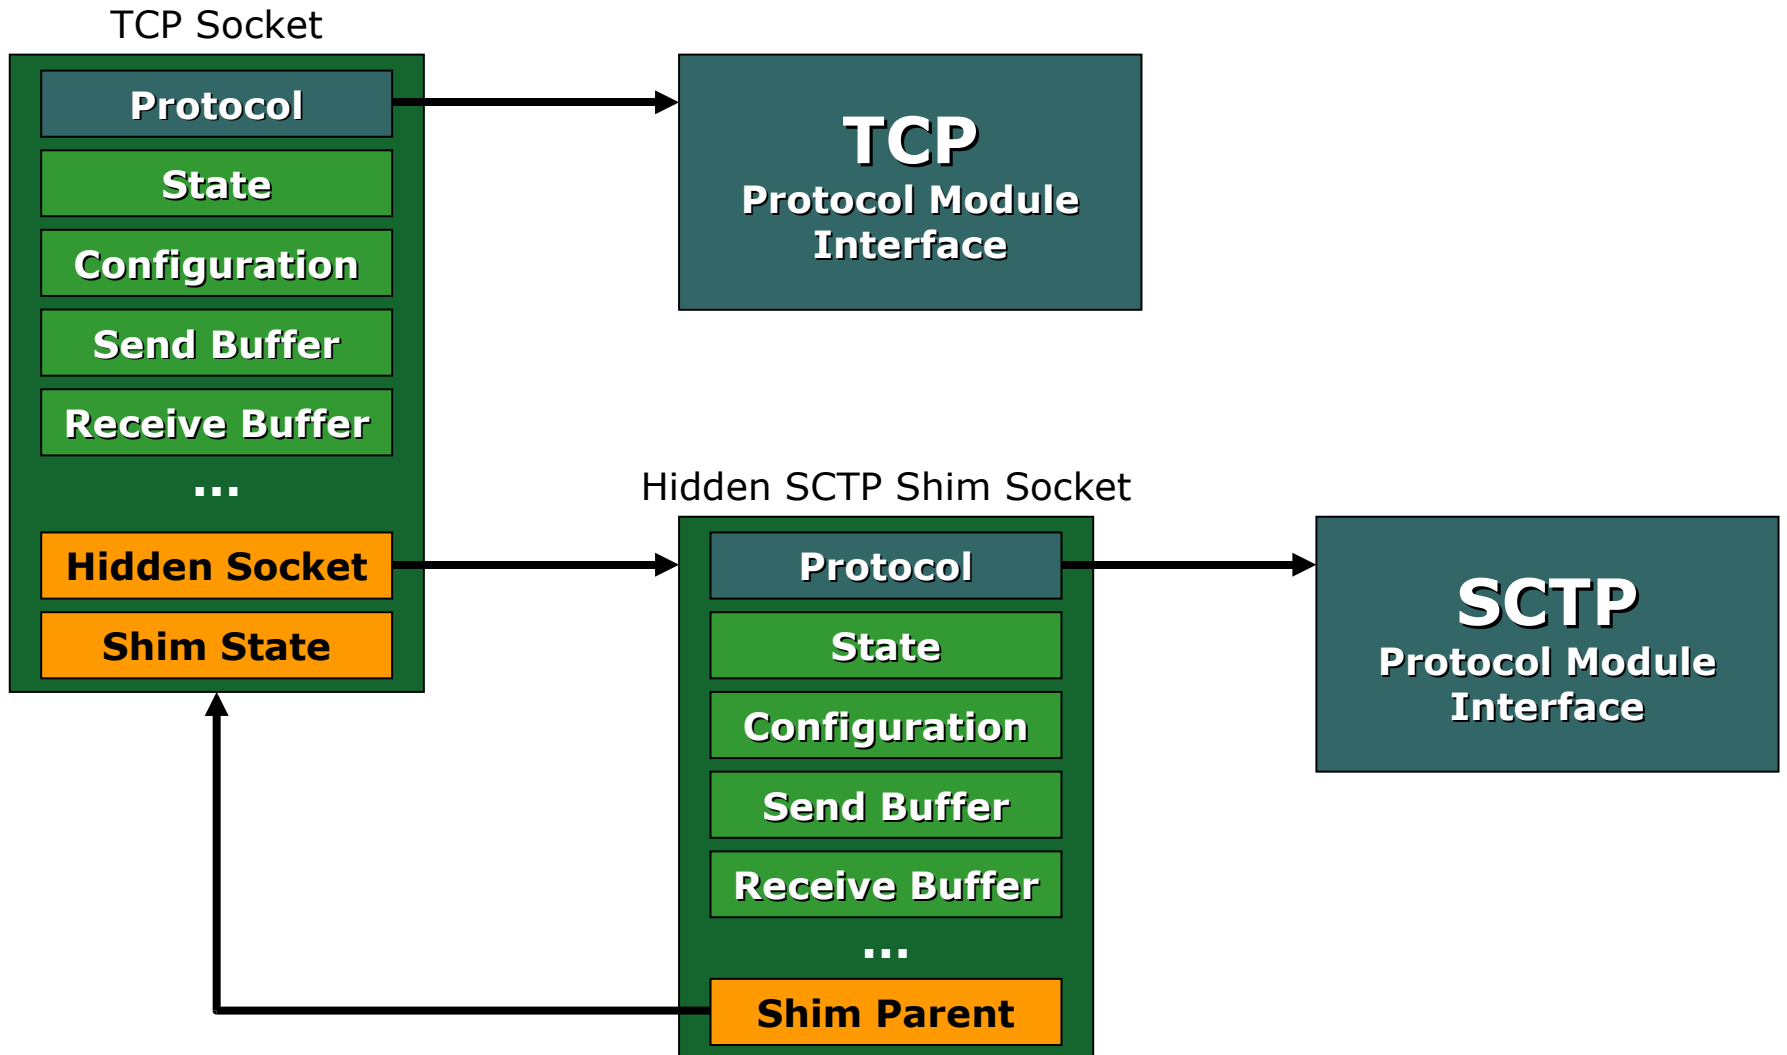 TCP Socket
Protocol
State
Configuration
Send Buffer
Receive Buffer
...
Hidden Socket
Shim State
TCP
Protocol Module
Interface
Hidden SCTP Shim Socket
Protocol
State
Configuration
Send Buffer
Receive Buffer
...
Shim Parent
SCTP
Protocol Module
Interface